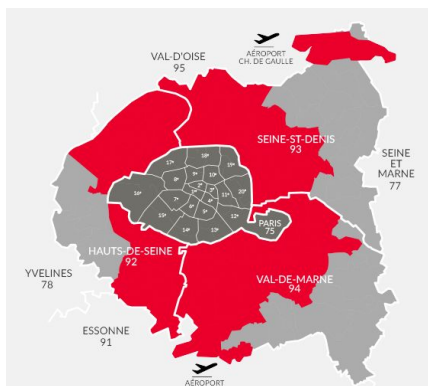 AÉROPORT
CH. DE GAULLE
VAL-D'OISE
95
SEINE-ST-DENIS
93
SEINE
ET
MARNE
77
17e
18e
19e
8e
9e
10e
2e
3e
16e
1er
11e
20e
7e
4e
6e
5e
15e
12e
14e
13e
PARIS
75
HAUTS-DE-SEINE
92
YVELINES
78
VAL-DE-MARNE
94
ESSONNE
91
AÉROPORT